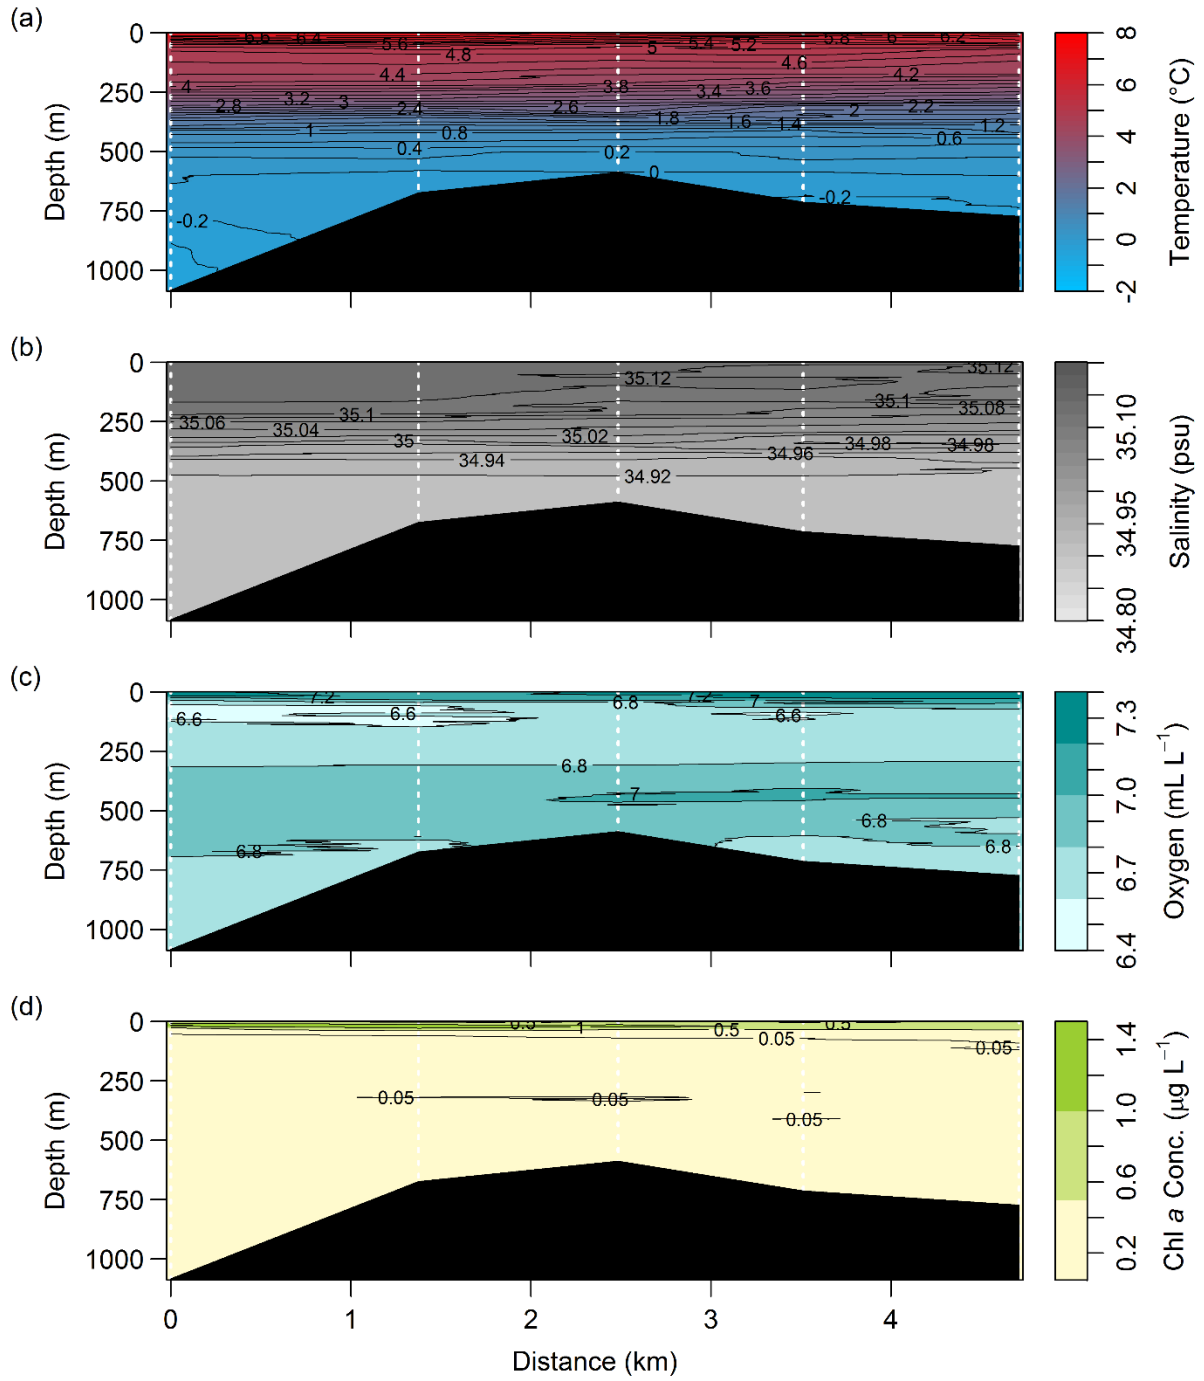 (a)
0
250
500
750
1000
Depth (m)
6.6 6.4 5.6 5 5.4 5.2 5.8 6 6.2
4.8 4.6
4.4 4.2
4 3.8 3.6
3.4
3.2 3
2.8 2.4 2.6 2 2.2
1.8 1.6 1.4 1.2
1 0.8 0.6
0.4 0.2
0
-0.2 -0.2
8
6
4
2
0
-2
Temperature (°C)
(b)
0
250
500
750
1000
Depth (m)
35.12 35.12
35.1 35.1 35.08
35.06 35.04 35 35.02 34.98 34.98
34.94 34.96
34.92
35.10
34.95
34.80
Salinity (psu)
(c)
0
250
500
750
1000
Depth (m)
7.2 6.8 7.2 7
6.6 6.6 6.6
6.8
7
6.8
6.8 6.8
7.3
7.0
6.7
6.4
Oxygen (mL L⁻¹)
(d)
0
250
500
750
1000
Depth (m)
0.5 1 0.5 0.5
0.05 0.05
0.05 0.05
0.05
1.4
1.0
0.6
0.2
Chl a Conc. (µg L⁻¹)
0 1 2 3 4
Distance (km)